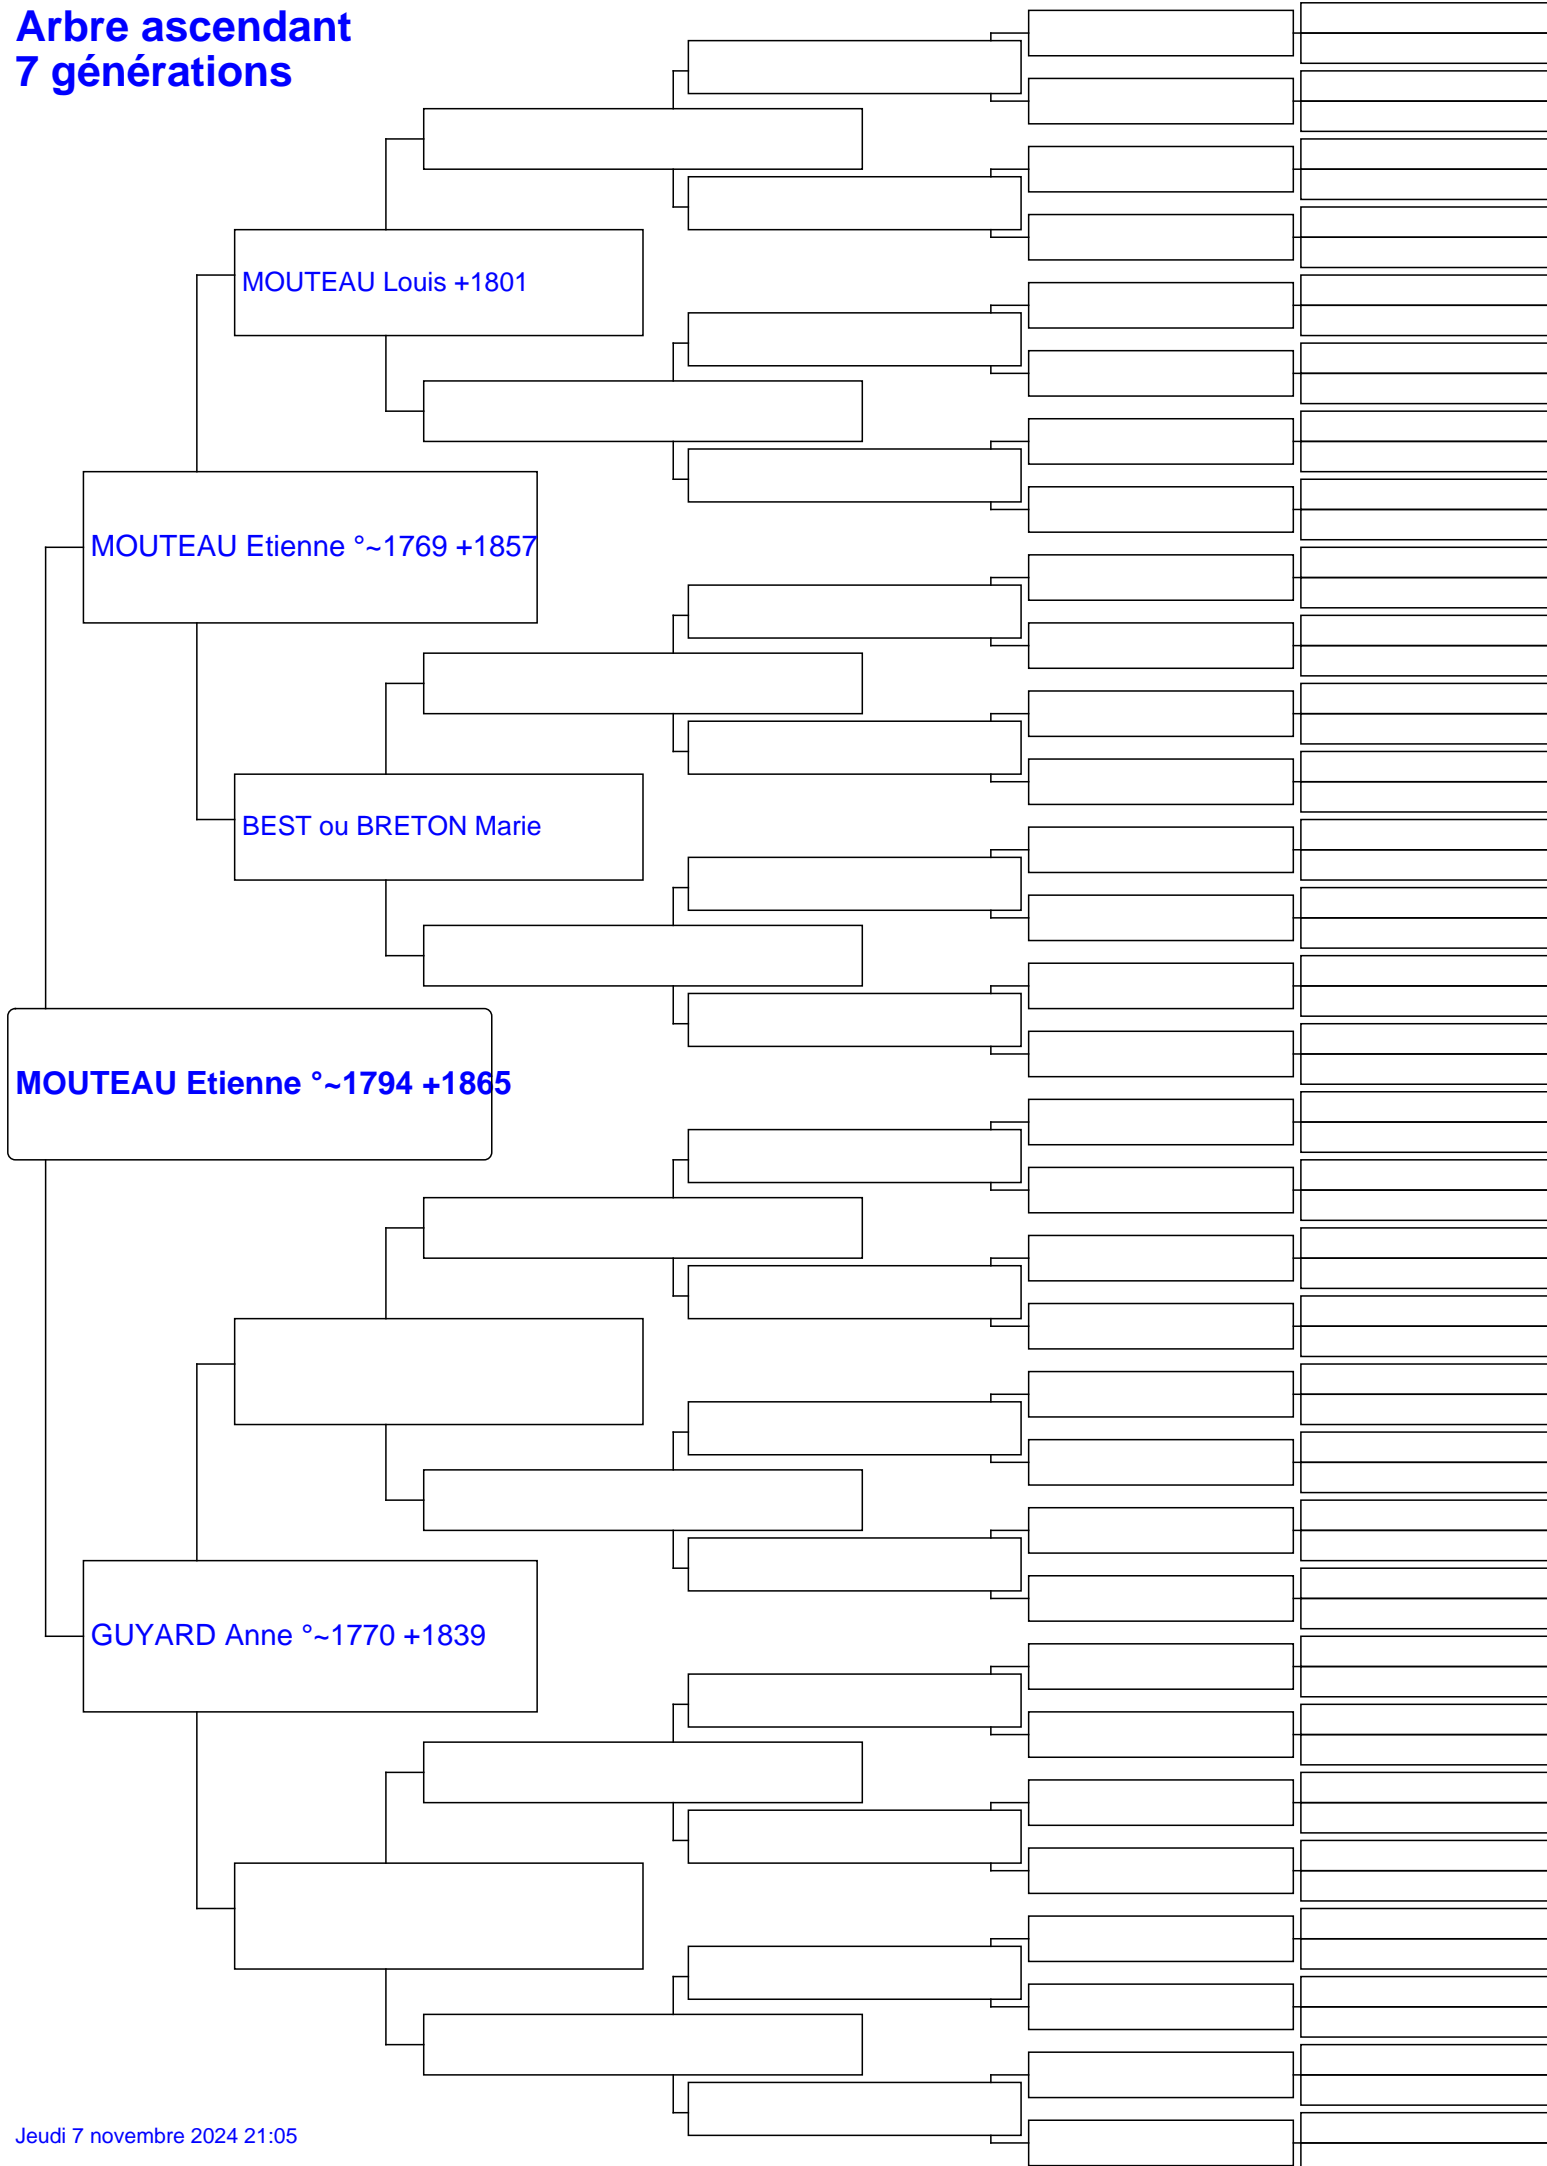 Arbre ascendant
7 générations
MOUTEAU Louis +1801
MOUTEAU Etienne °~1769 +1857
BEST ou BRETON Marie
MOUTEAU Etienne °~1794 +1865
GUYARD Anne °~1770 +1839
Jeudi 7 novembre 2024 21:05